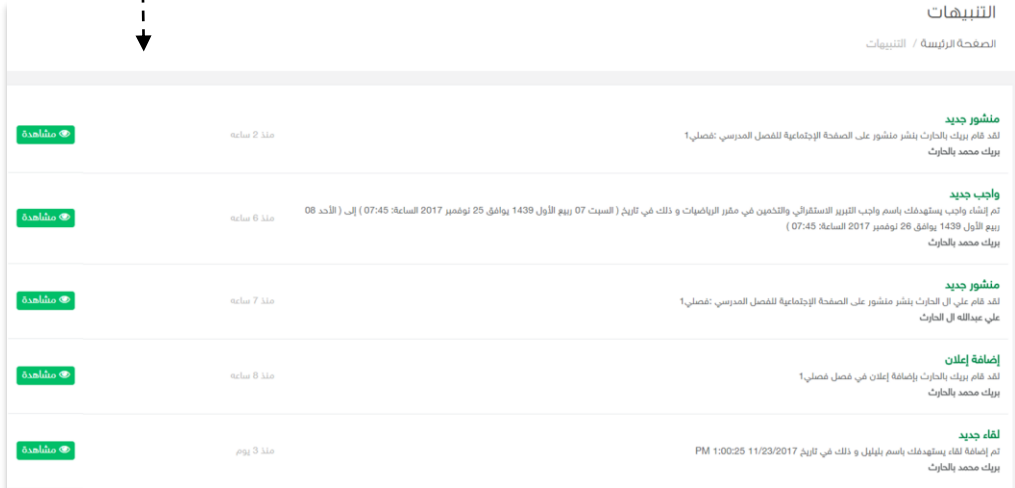 التنبيهات
الصفحة الرئيسة / التنبيهات
منشور جديد
لقد قام بريك بالحارث بنشر منشور على الصفحة الإجتماعية للفصل المدرسي :فصلي1
بريك محمد بالحارث
منذ 2 ساعه
مشاهدة
واجب جديد
تم إنشاء واجب يستهدفك باسم واجب التبرير الاستقرائي والتخمين في مقرر الرياضيات و ذلك في تاريخ ( السبت 07 ربيع الأول 1439 يوافق 25 نوفمبر 2017 الساعة: 07:45 ) إلى ( الأحد 08
ربيع الأول 1439 يوافق 26 نوفمبر 2017 الساعة: 07:45 )
بريك محمد بالحارث
منذ 6 ساعه
مشاهدة
منشور جديد
لقد قام علي ال الحارث بنشر منشور على الصفحة الإجتماعية للفصل المدرسي :فصلي1
علي عبدالله ال الحارث
منذ 7 ساعه
مشاهدة
إضافة إعلان
لقد قام بريك بالحارث بإضافة إعلان في فصل فصلي1
بريك محمد بالحارث
منذ 8 ساعه
مشاهدة
لقاء جديد
تم إضافة لقاء يستهدفك باسم بليليل و ذلك في تاريخ 11/23/2017 1:00:25 PM
بريك محمد بالحارث
منذ 3 يوم
مشاهدة